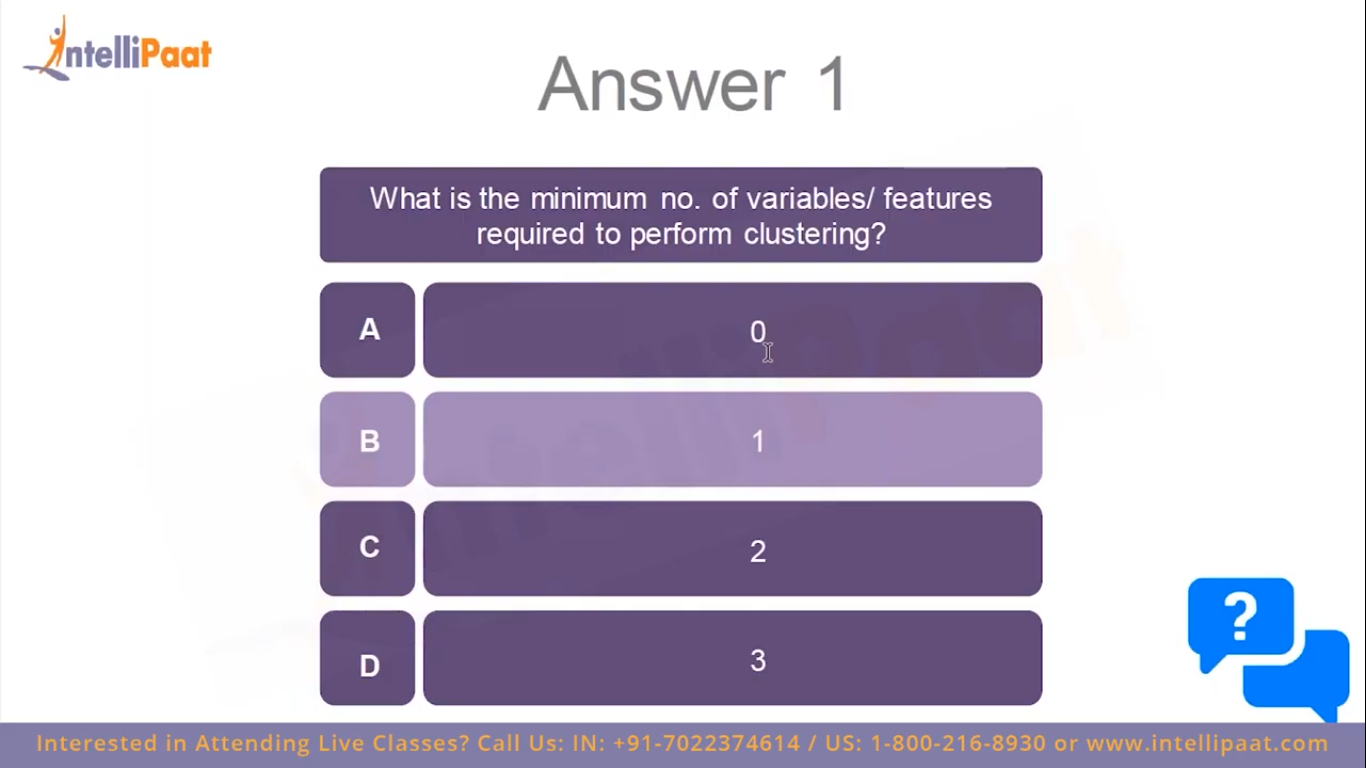 IntelliPaat
Answer 1
What is the minimum no. of variables/ features
required to perform clustering?
A
0
B
1
C
2
D
3
?
Interested in Attending Live Classes? Call Us: IN: +91-7022374614 / US: 1-800-216-8930 or www.intellipaat.com